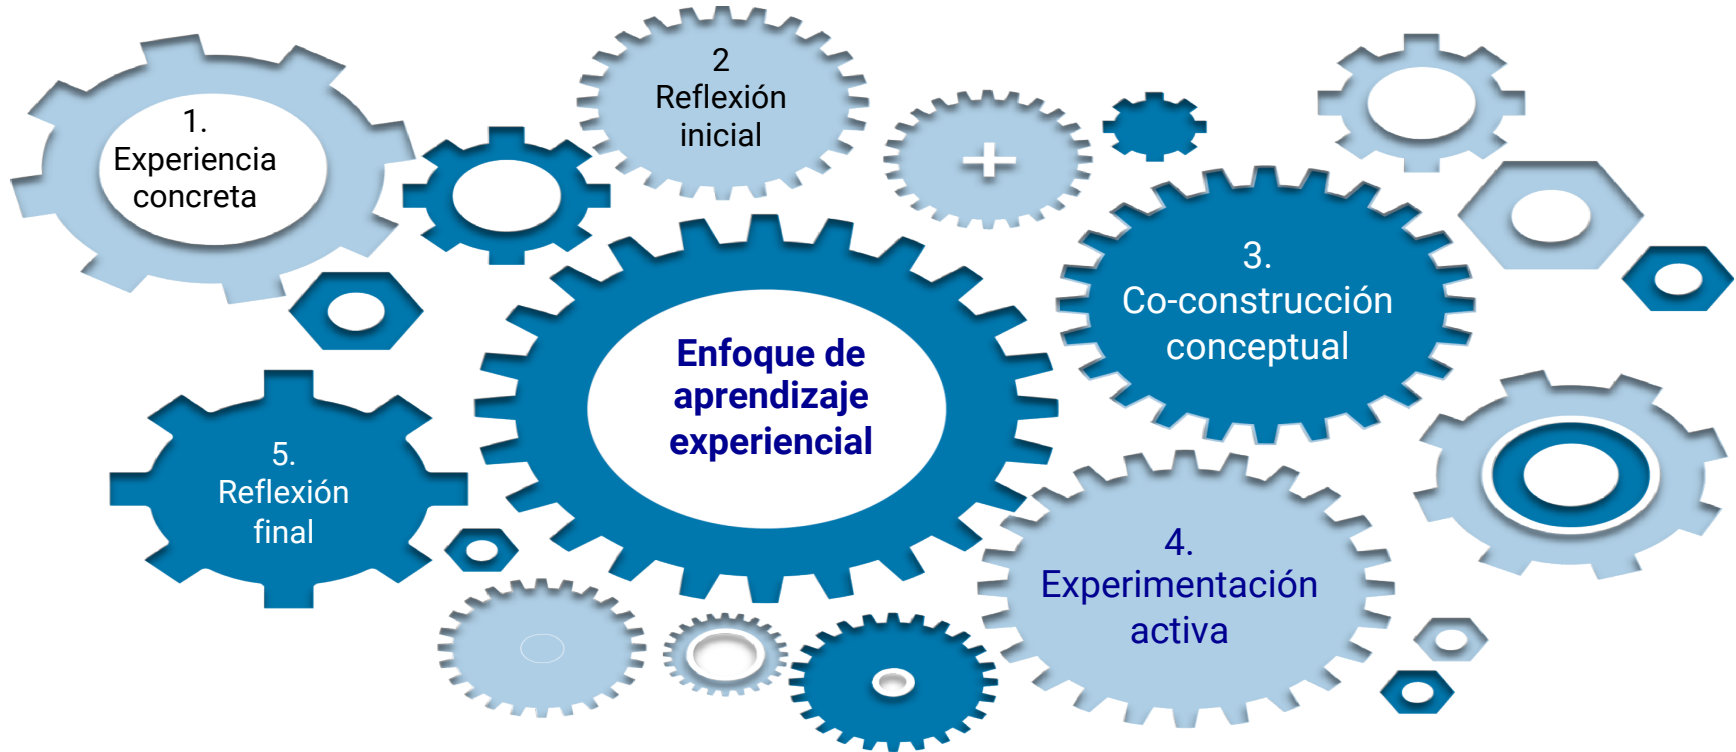 1.
Experiencia
concreta
2
Reflexión
inicial
3.
Co-construcción
conceptual
Enfoque de
aprendizaje
experiencial
4.
Experimentación
activa
5.
Reflexión
final